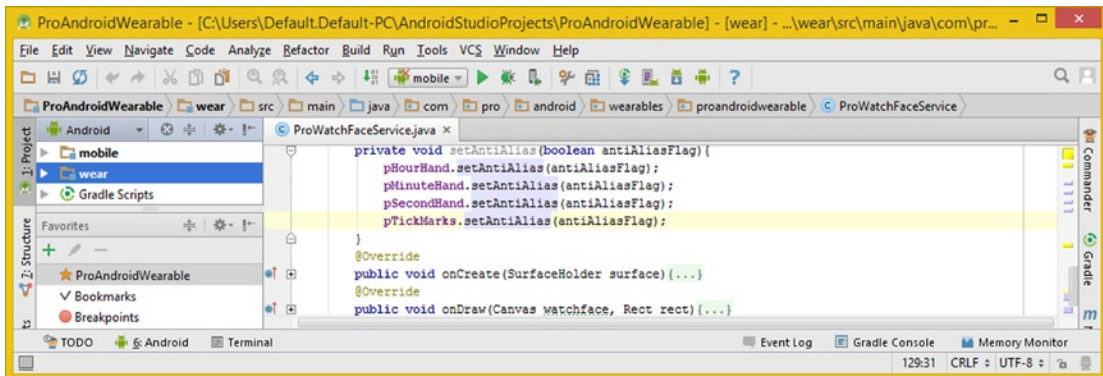 ProAndroidWearable - [C:\Users\Default.Default-PC\AndroidStudioProjects\ProAndroidWearable] - [wear] - ...\wear\src\main\java\com\pr...
File Edit View Navigate Code Analyze Refactor Build Run Tools VCS Window Help
mobile
ProAndroidWearable wear src main java com pro android wearables proandroidwearable ProWatchFaceService
1: Project
Android
mobile
wear
Gradle Scripts
2: Structure
Favorites
ProAndroidWearable
Bookmarks
Breakpoints
ProWatchFaceService.java
private void setAntiAlias(boolean antiAliasFlag){
pHourHand.setAntiAlias(antiAliasFlag);
pMinuteHand.setAntiAlias(antiAliasFlag);
pSecondHand.setAntiAlias(antiAliasFlag);
pTickMarks.setAntiAlias(antiAliasFlag);
}
@Override
public void onCreate(SurfaceHolder surface){...}
@Override
public void onDraw(Canvas watchface, Rect rect){...}
Commander
Gradle
m
TODO 6: Android Terminal Event Log Gradle Console Memory Monitor
129:31 CRLF UTF-8